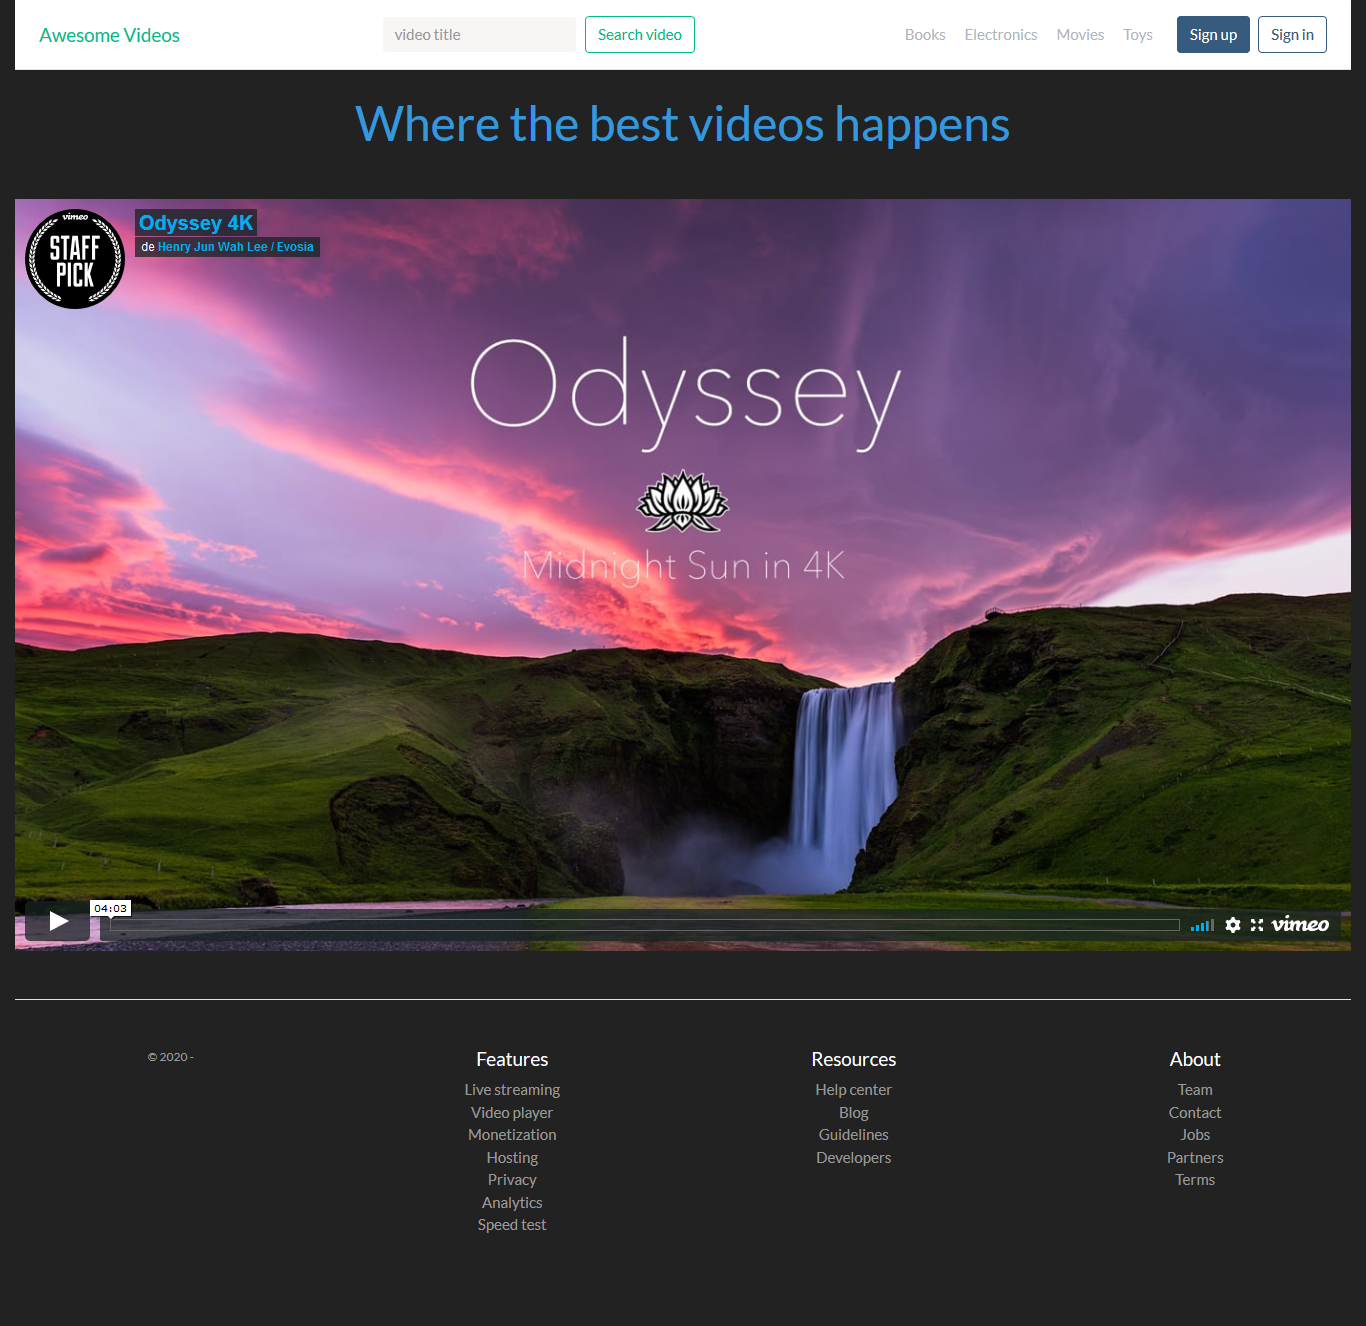 Awesome Videos
video title
Search video
Books
Electronics
Movies
Toys
Sign up
Sign in
Where the best videos happens
vimeo
STAFF
PICK
Odyssey 4K
de Henry Jun Wah Lee / Evosia
Odyssey
Midnight Sun in 4K
04:03
vimeo
© 2020 -
Features
Live streaming
Video player
Monetization
Hosting
Privacy
Analytics
Speed test
Resources
Help center
Blog
Guidelines
Developers
About
Team
Contact
Jobs
Partners
Terms